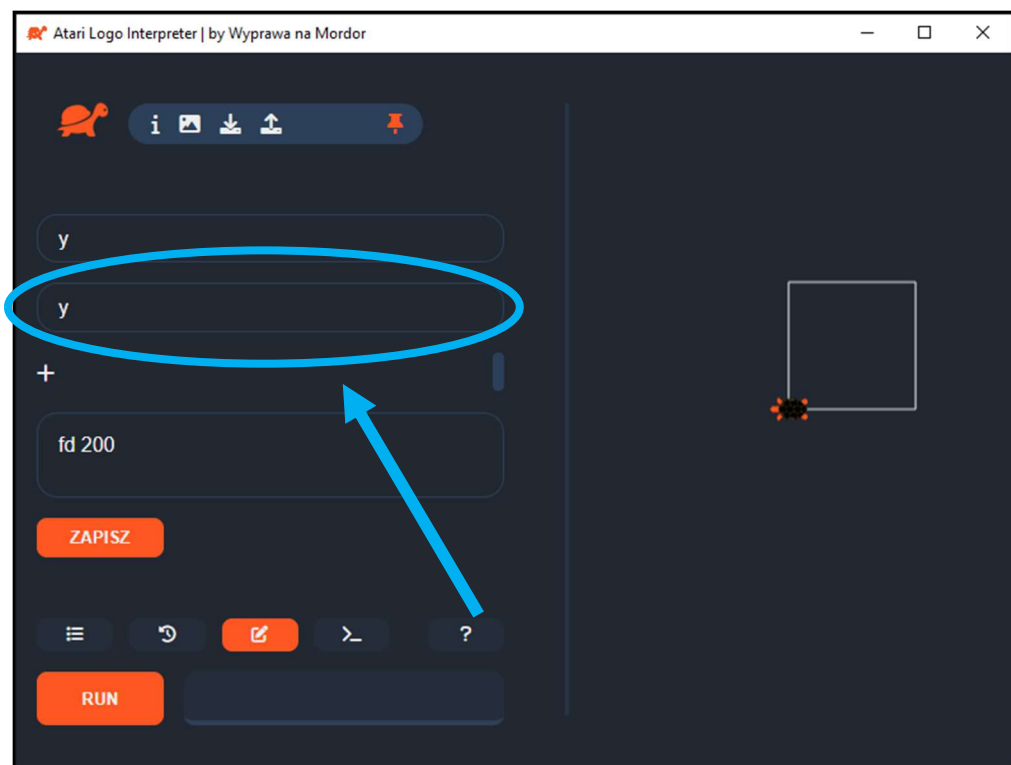 Atari Logo Interpreter | by Wyprawa na Mordor
y
y
fd 200
ZAPISZ
?
RUN